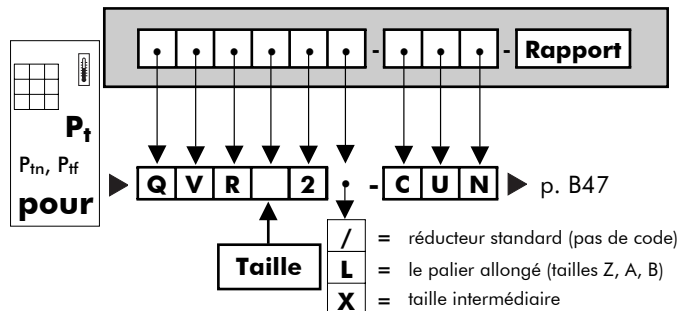 - - Rapport
Pt
Ptn, Ptf
pour
Q V R 2 - C U N p. B47
Taille
/ = réducteur standard (pas de code)
L = le palier allongé (tailles Z, A, B)
X = taille intermédiaire